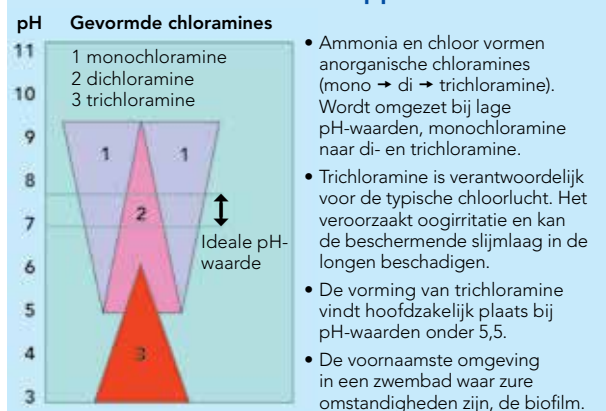 pH Gevormde chloramines
11
10
9
8
7
6
5
4
3
1 monochloramine
2 dichloramine
3 trichloramine
1
1
2
3
Ideale pH-
waarde
• Ammonia en chloor vormen
anorganische chloramines
(mono → di → trichloramine).
Wordt omgezet bij lage
pH-waarden, monochloramine
naar di- en trichloramine.
• Trichloramine is verantwoordelijk
voor de typische chloorlucht. Het
veroorzaakt oogirritatie en kan
de beschermende slijmlaag in de
longen beschadigen.
• De vorming van trichloramine
vindt hoofdzakelijk plaats bij
pH-waarden onder 5,5.
• De voornaamste omgeving
in een zwembad waar zure
omstandigheden zijn, de biofilm.